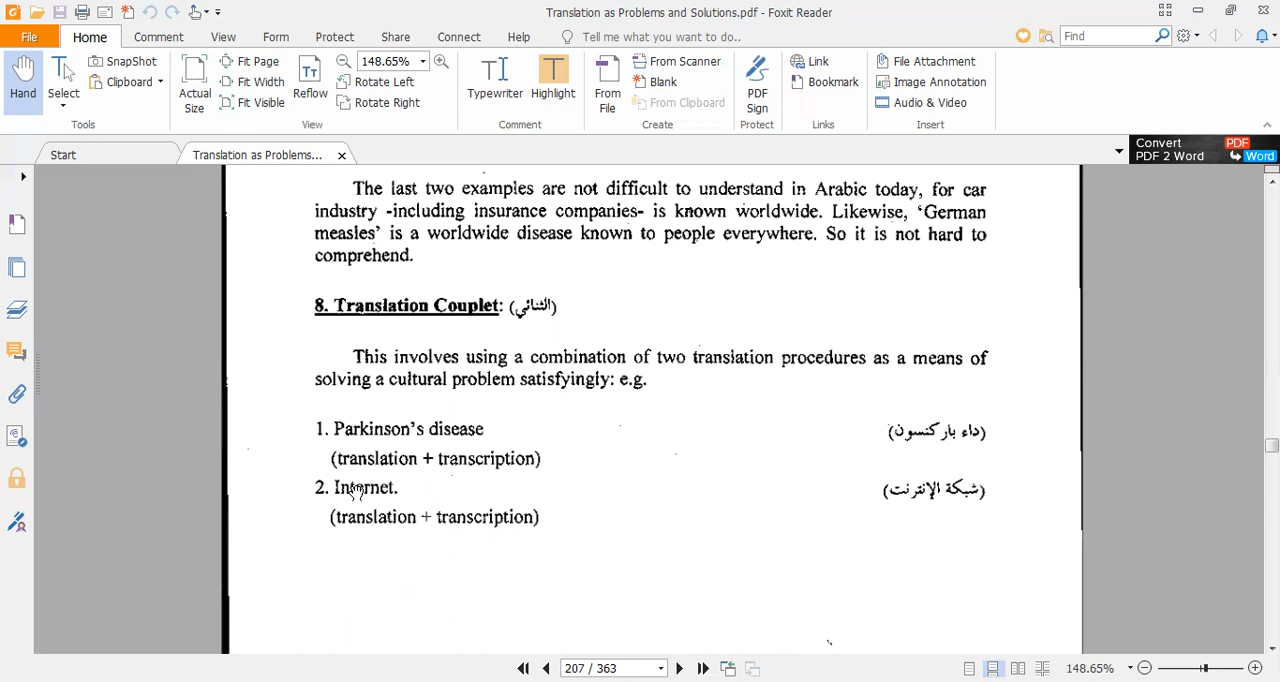 Translation as Problems and Solutions.pdf - Foxit Reader
File Home Comment View Form Protect Share Connect Help Tell me what you want to do.. Find
Hand
Select
SnapShot
Clipboard
Tools
Actual Size
Fit Page
Fit Width
Fit Visible
Reflow
148.65%
Rotate Left
Rotate Right
View
Typewriter
Highlight
Comment
From File
From Scanner
Blank
From Clipboard
Create
PDF Sign
Protect
Link
Bookmark
Links
File Attachment
Image Annotation
Audio & Video
Insert
Start
Translation as Problems...
Convert PDF
PDF 2 Word Word
The last two examples are not difficult to understand in Arabic today, for car
industry -including insurance companies- is known worldwide. Likewise, ‘German
measles’ is a worldwide disease known to people everywhere. So it is not hard to
comprehend.
8. Translation Couplet: (الثنائي)
This involves using a combination of two translation procedures as a means of
solving a cultural problem satisfyingly: e.g.
1. Parkinson’s disease (داء باركنسون)
(translation + transcription)
2. Internet. (شبكة الإنترنت)
(translation + transcription)
207 / 363
148.65%